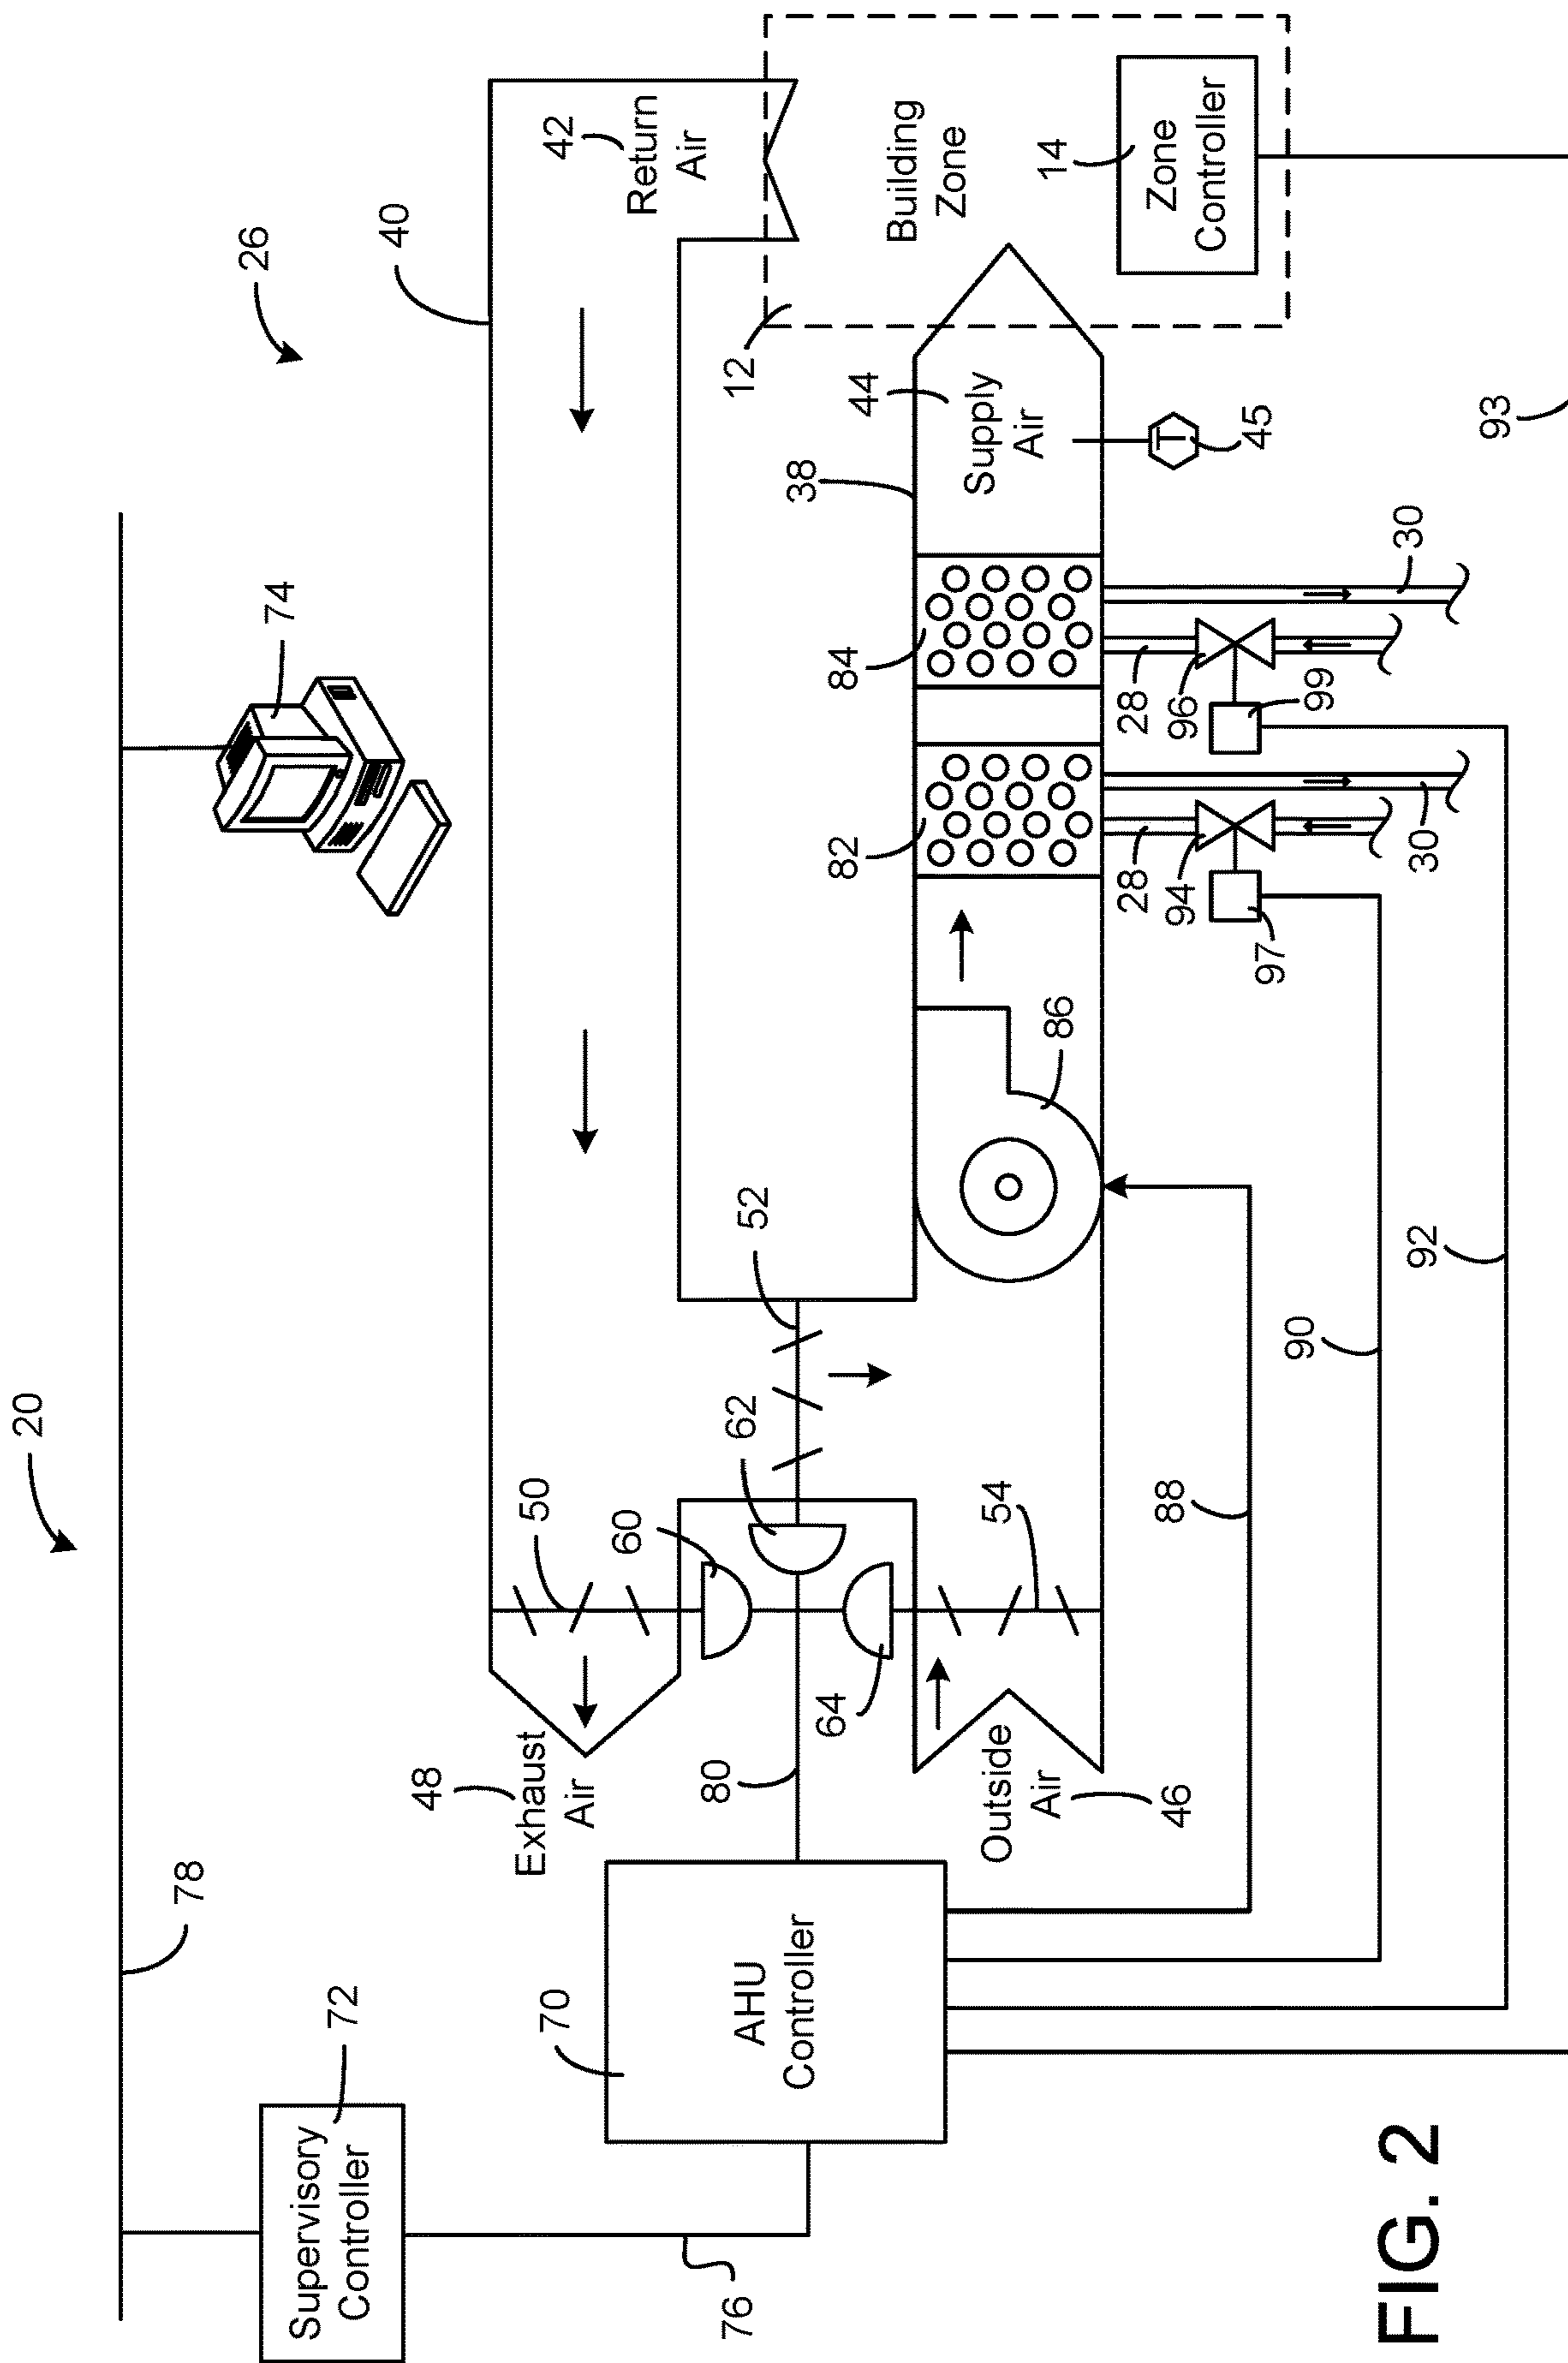 20
78
26
74
72
Supervisory
Controller
76
70
AHU
Controller
48
Exhaust
Air
40
42
Return
Air
50
60
62
52
80
64
54
Outside
Air
46
12
Building
Zone
14
Zone
Controller
38
44
Supply
Air
45
86
82
84
28
94
97
30
28
96
99
30
88
90
92
93
T
FIG. 2